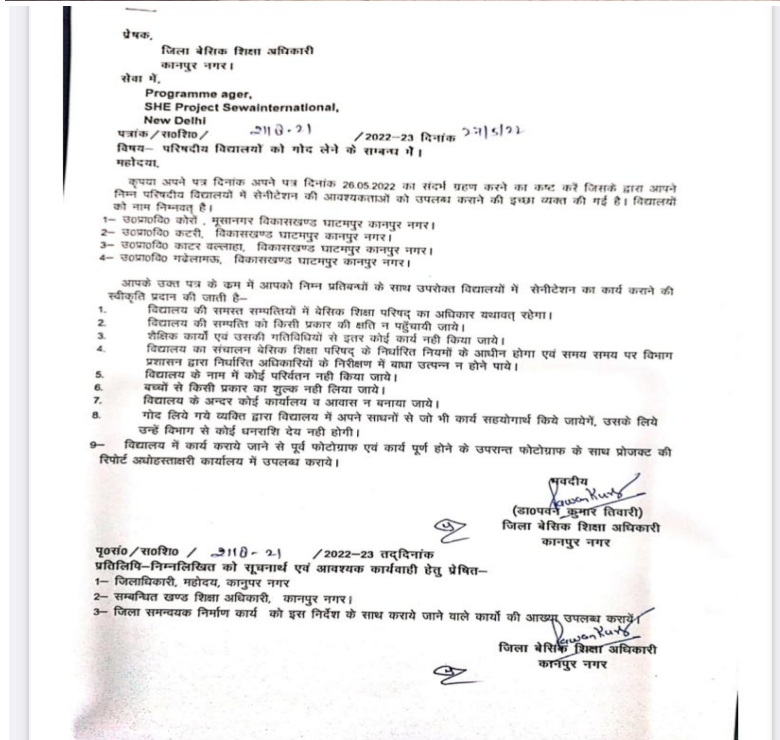 प्रेषक,
जिला बेसिक शिक्षा अधिकारी
कानपुर नगर।
सेवा में,
Programme ager,
SHE Project Sewainternational,
New Delhi
पत्रांक/स०शि०/ 2118-21 /2022-23 दिनांक 27/5/22
विषय– परिषदीय विद्यालयों को गोद लेने के सम्बन्ध में।
महोदया,
कृपया अपने पत्र दिनांक अपने पत्र दिनांक 26.05.2022 का संदर्भ ग्रहण करने का कष्ट करें जिसके द्वारा आपने
निम्न परिषदीय विद्यालय में सेनीटेशन की आवश्यकताओं को उपलब्ध कराने की इच्छा व्यक्त की गई है। विद्यालयों
को नाम निम्नवत् है।
1– उ०प्रा०वि० कोरों , मूसानगर विकासखण्ड घाटमपुर कानपुर नगर।
2– उ०प्रा०वि० कटरी, विकासखण्ड घाटमपुर कानपुर नगर।
3– उ०प्रा०वि० काटर वल्लाहा, विकासखण्ड घाटमपुर कानपुर नगर।
4– उ०प्रा०वि० गढेलामऊ, विकासखण्ड घाटमपुर कानपुर नगर।
आपके उक्त पत्र के कम में आपको निम्न प्रतिबन्धों के साथ उपरोक्त विद्यालयों में सेनीटेशन का कार्य कराने की
स्वीकृति प्रदान की जाती है–
1. विद्यालय की समस्त सम्पत्तियों में बेसिक शिक्षा परिषद् का अधिकार यथावत् रहेगा।
2. विद्यालय की सम्पत्ति को किसी प्रकार की क्षति न पहुँचायी जाये।
3. शैक्षिक कार्यो एवं उसकी गतिविधियों से इतर कोई कार्य नही किया जाये।
4. विद्यालय का संचालन बेसिक शिक्षा परिषद् के निर्धारित नियमों के आधीन होगा एवं समय समय पर विभाग
प्रशासन द्वारा निर्धारित अधिकारियों के निरीक्षण में बाधा उत्पन्न न होने पाये।
5. विद्यालय के नाम में कोई परिर्वतन नही किया जाये।
6. बच्चों से किसी प्रकार का शुल्क नही लिया जाये।
7. विद्यालय के अन्दर कोई कार्यालय व आवास न बनाया जाये।
8. गोद लिये गये व्यक्ति द्वारा विद्यालय में अपने साधनों से जो भी कार्य सहयोगार्थ किये जायेगें, उसके लिये
उन्हें विभाग से कोई धनराशि देय नही होगी।
9– विद्यालय में कार्य कराये जाने से पूर्व फोटोग्राफ एवं कार्य पूर्ण होने के उपरान्त फोटोग्राफ के साथ प्रोजक्ट की
रिपोर्ट अधोहस्ताक्षरी कार्यालय में उपलब्ध कराये।
भवदीय
Pawan Kumar
(डा०पवन कुमार तिवारी)
जिला बेसिक शिक्षा अधिकारी
कानपुर नगर
पृ०सं०/स०शि० / 2118-21 /2022-23 तद्दिनांक
प्रतिलिपि–निम्नलिखित को सूचनार्थ एवं आवश्यक कार्यवाही हेतु प्रेषित–
1– जिलाधिकारी, महोदय, कानुपर नगर
2– सम्बन्धित खण्ड शिक्षा अधिकारी, कानपुर नगर।
3– जिला समन्वयक निर्माण कार्य को इस निर्देश के साथ कराये जाने वाले कार्यो की आख्या उपलब्ध करायें।
Pawan Kumar
जिला बेसिक शिक्षा अधिकारी
कानपुर नगर